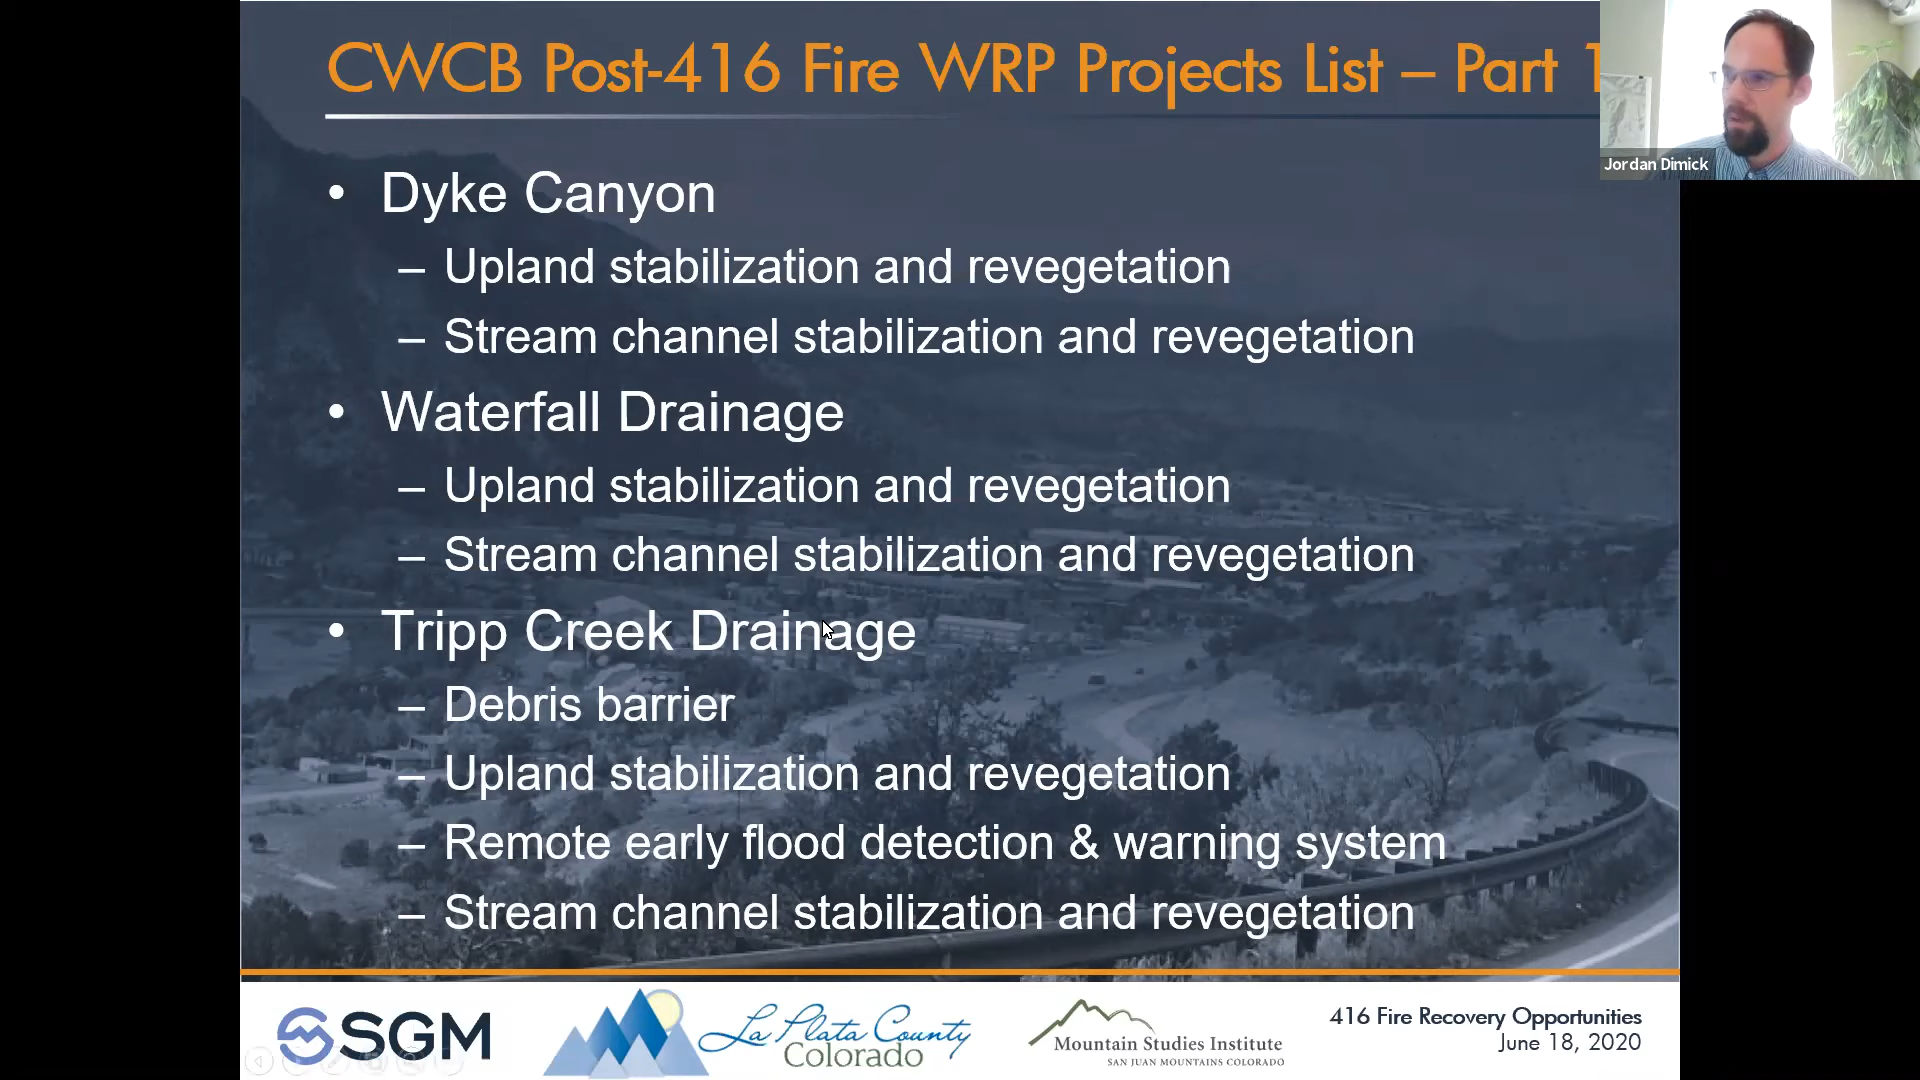 CWCB Post-416 Fire WRP Projects List – Part 1
Jordan Dimick
• Dyke Canyon
– Upland stabilization and revegetation
– Stream channel stabilization and revegetation
• Waterfall Drainage
– Upland stabilization and revegetation
– Stream channel stabilization and revegetation
• Tripp Creek Drainage
– Debris barrier
– Upland stabilization and revegetation
– Remote early flood detection & warning system
– Stream channel stabilization and revegetation
SGM
La Plata County
Colorado
Mountain Studies Institute
SAN JUAN MOUNTAINS COLORADO
416 Fire Recovery Opportunities
June 18, 2020